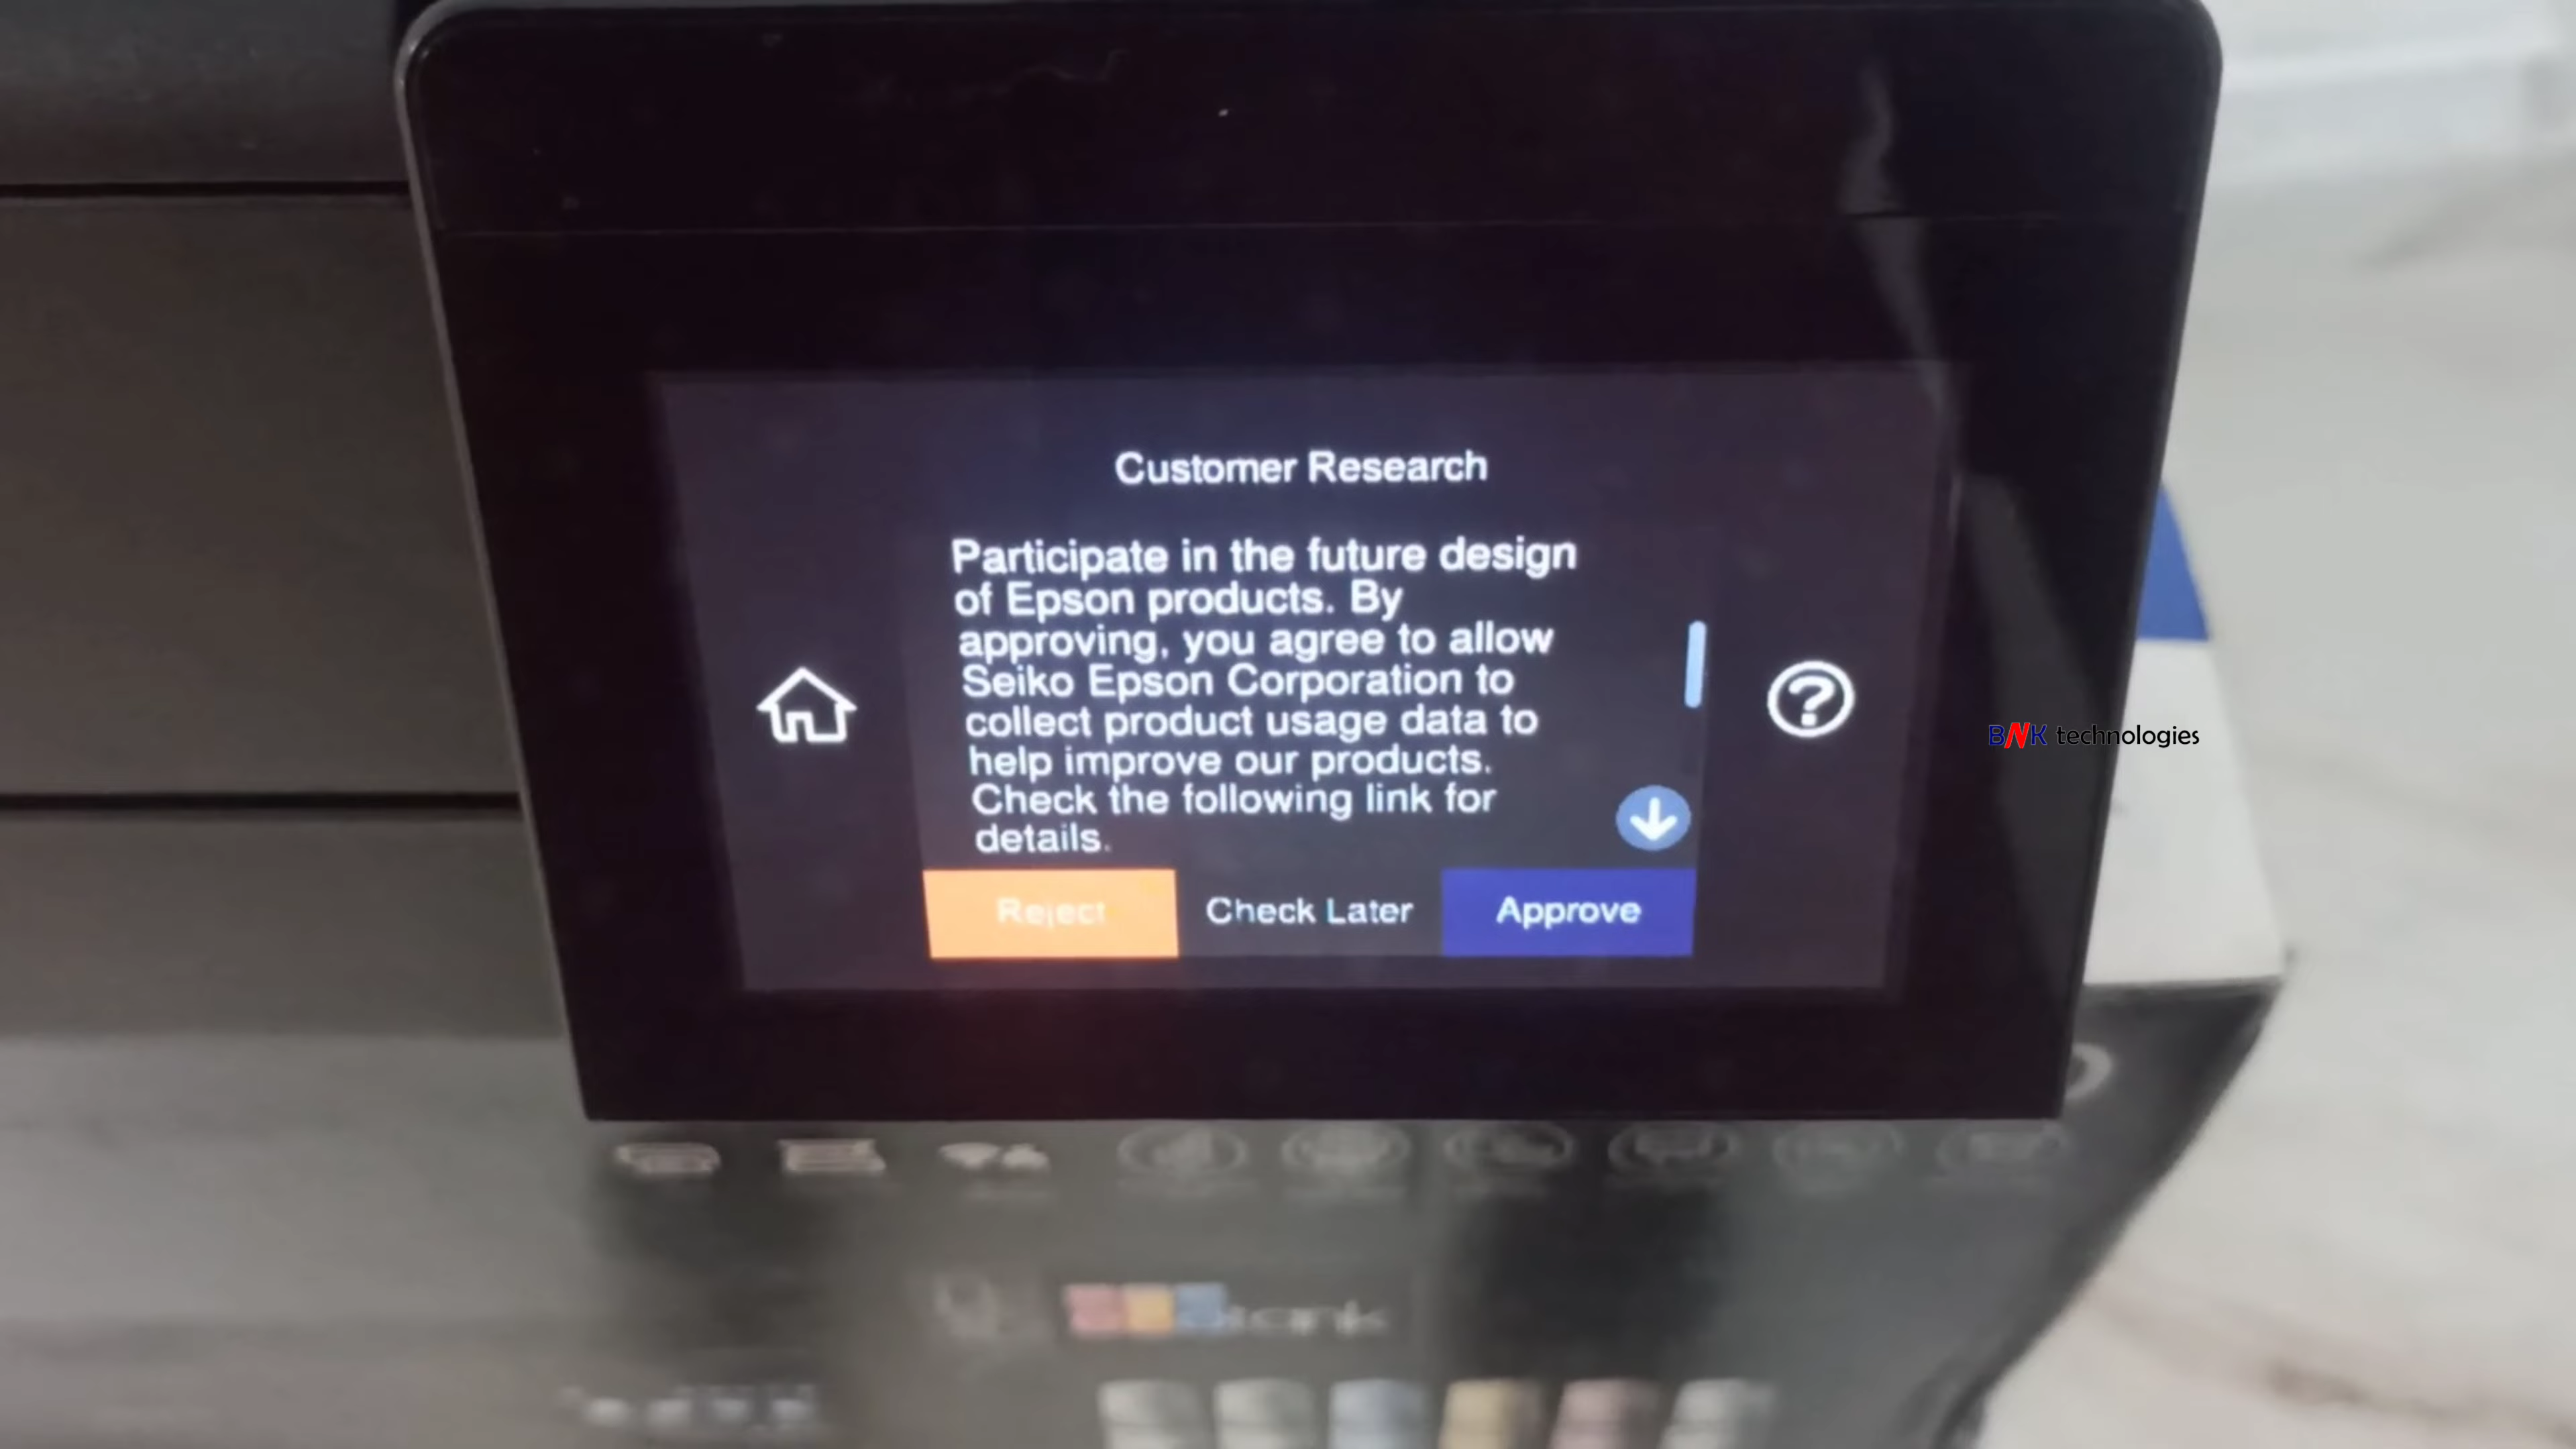 Customer Research
Participate in the future design
of Epson products. By
approving, you agree to allow
Seiko Epson Corporation to
collect product usage data to
help improve our products.
Check the following link for
details.
Reject
Check Later
Approve
BNK technologies